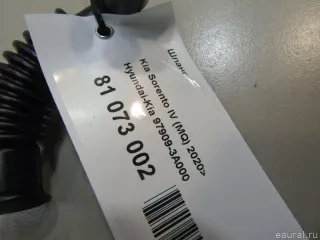 Шланг
Kia Sorento IV (MQ) 2020>
Hyundai-Kia 97909-3A000
81 073 002
eaural.ru